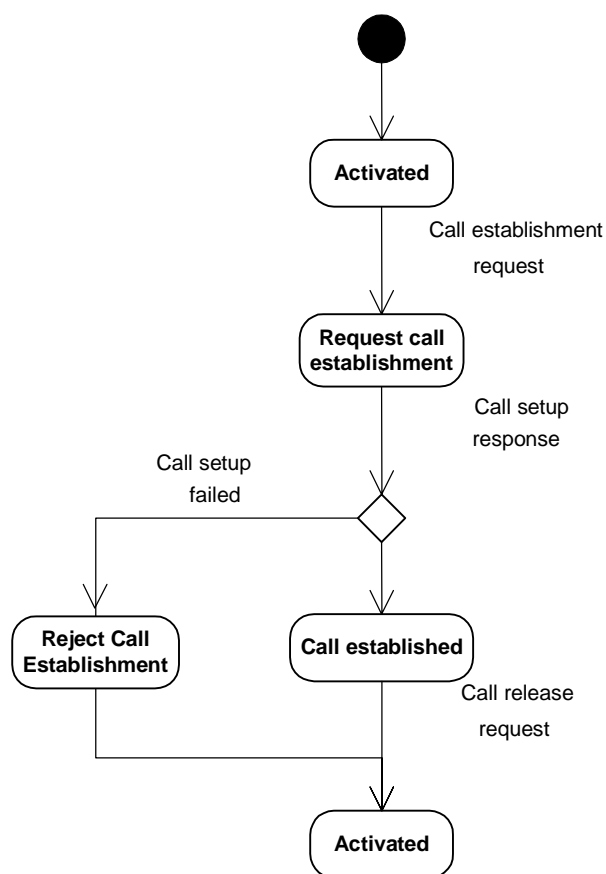 Activated
Call establishment
request
Request call
establishment
Call setup
response
Call setup
failed
Reject Call
Establishment
Call established
Call release
request
Activated